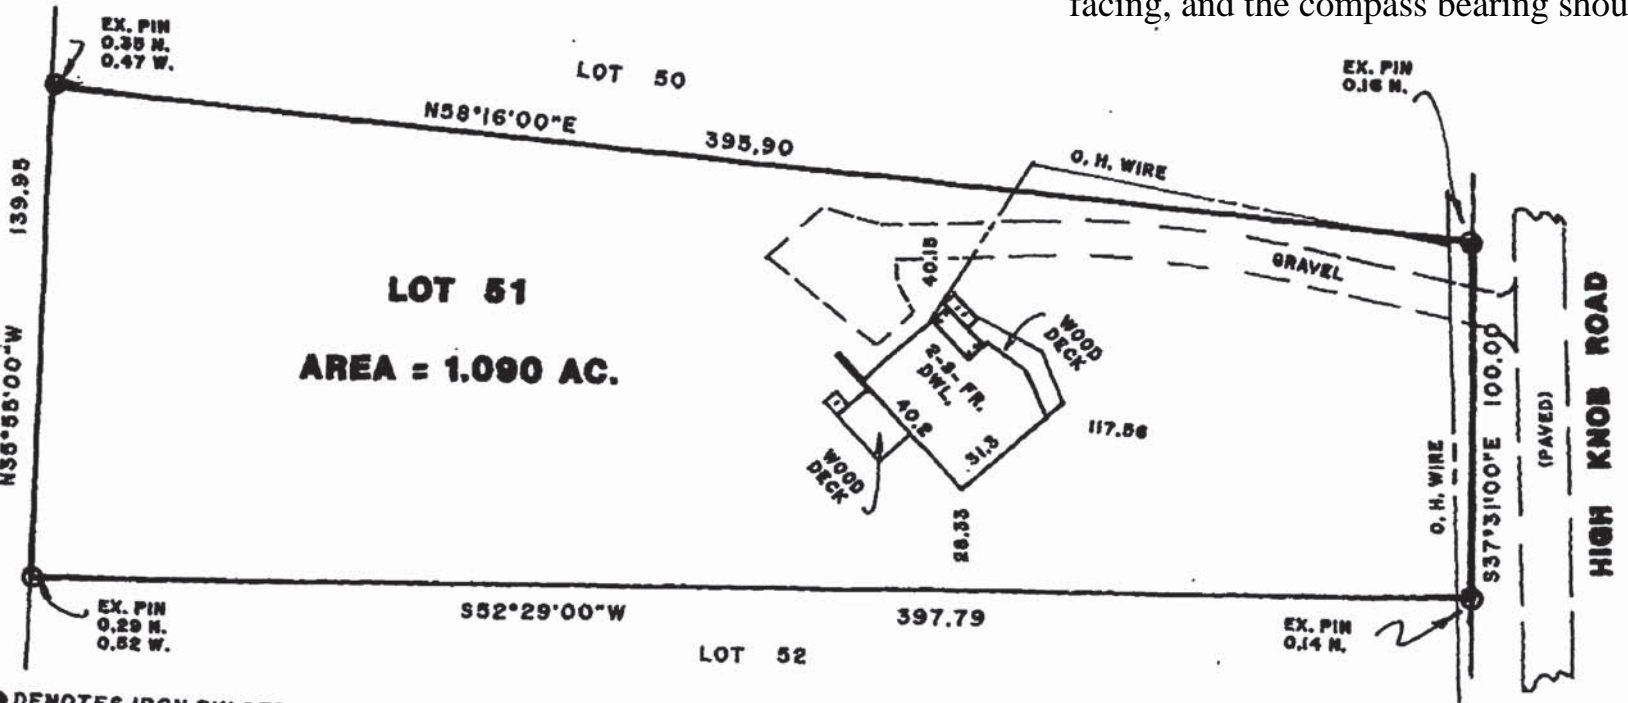 facing, and the compass bearing
EX. PIN
0.35 N.
0.47 W.
LOT 50
EX. PIN
0.16 N.
N58°16'00"E
395.90
O. H. WIRE
139.95
40.15
GRAVEL
LOT 51
WOOD
DECK
AREA = 1.090 AC.
2-S- FR.
DWL.
40.2
31.3
117.56
WOOD
DECK
28.33
N36°55'00"W
O. H. WIRE
S37°31'00"E 100.00
(PAVED)
HIGH KNOB ROAD
EX. PIN
0.29 N.
0.52 W.
S52°29'00"W
397.79
EX. PIN
0.14 N.
LOT 52
DENOTES IRON